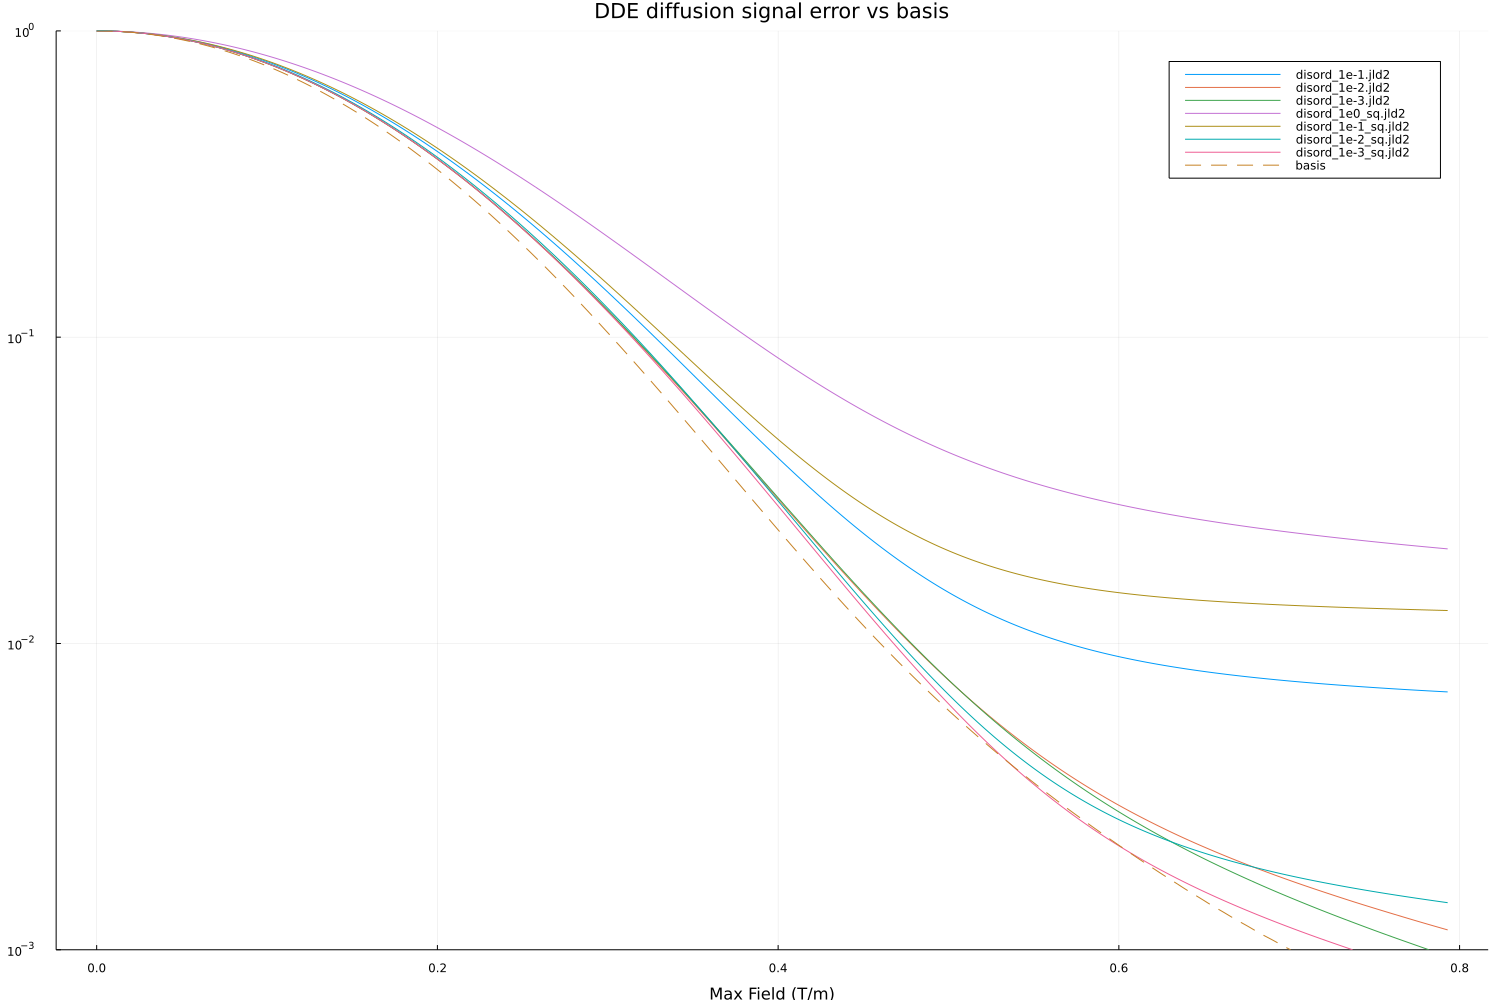 DDE diffusion signal error vs basis
10⁰
10⁻¹
10⁻²
10⁻³
disord_1e-1.jld2
disord_1e-2.jld2
disord_1e-3.jld2
disord_1e0_sq.jld2
disord_1e-1_sq.jld2
disord_1e-2_sq.jld2
disord_1e-3_sq.jld2
basis
0.0 0.2 0.4 0.6 0.8
Max Field (T/m)